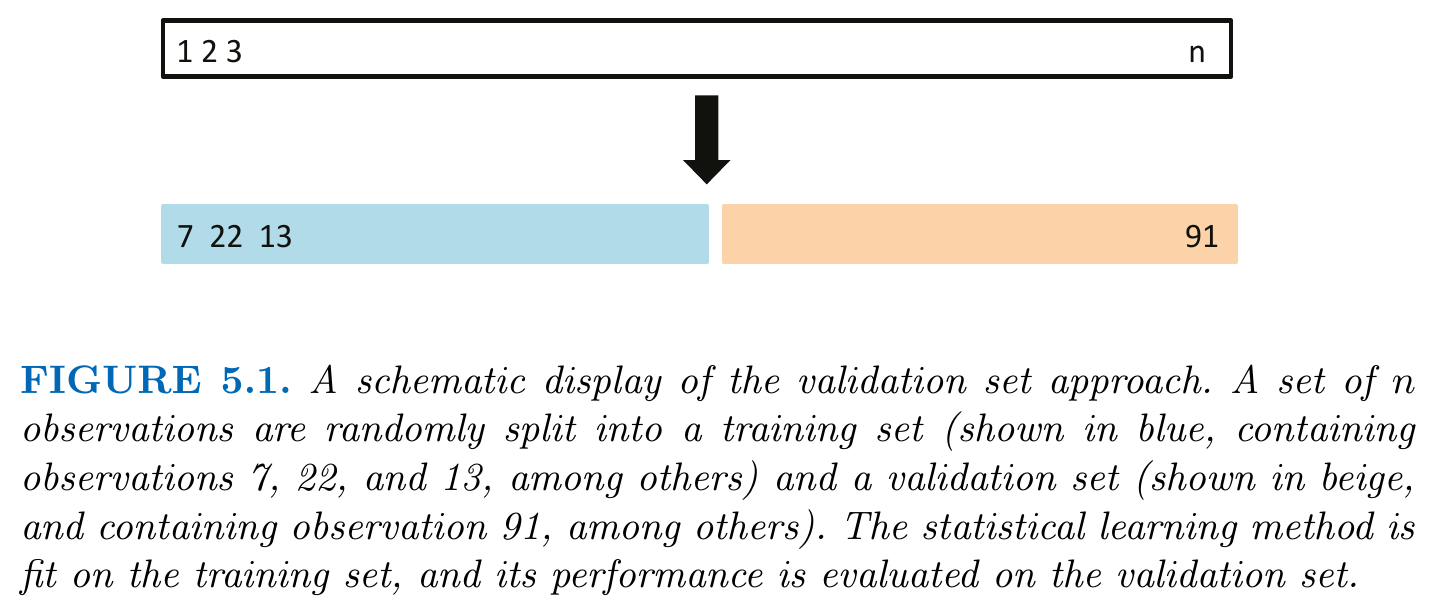 1 2 3 n
7 22 13 91
FIGURE 5.1. A schematic display of the validation set approach. A set of n
observations are randomly split into a training set (shown in blue, containing
observations 7, 22, and 13, among others) and a validation set (shown in beige,
and containing observation 91, among others). The statistical learning method is
fit on the training set, and its performance is evaluated on the validation set.